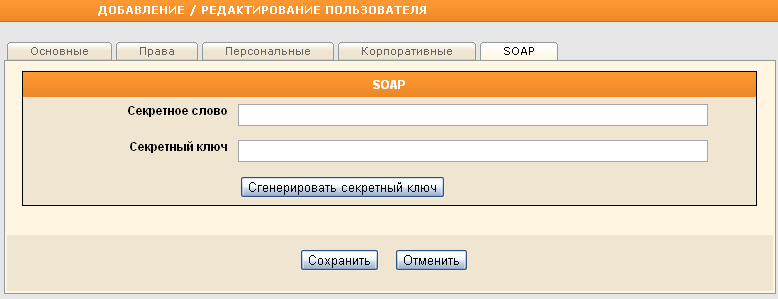 ДОБАВЛЕНИЕ / РЕДАКТИРОВАНИЕ ПОЛЬЗОВАТЕЛЯ
Основные Права Персональные Корпоративные SOAP
SOAP
Секретное слово
Секретный ключ
Сгенерировать секретный ключ
Сохранить Отменить